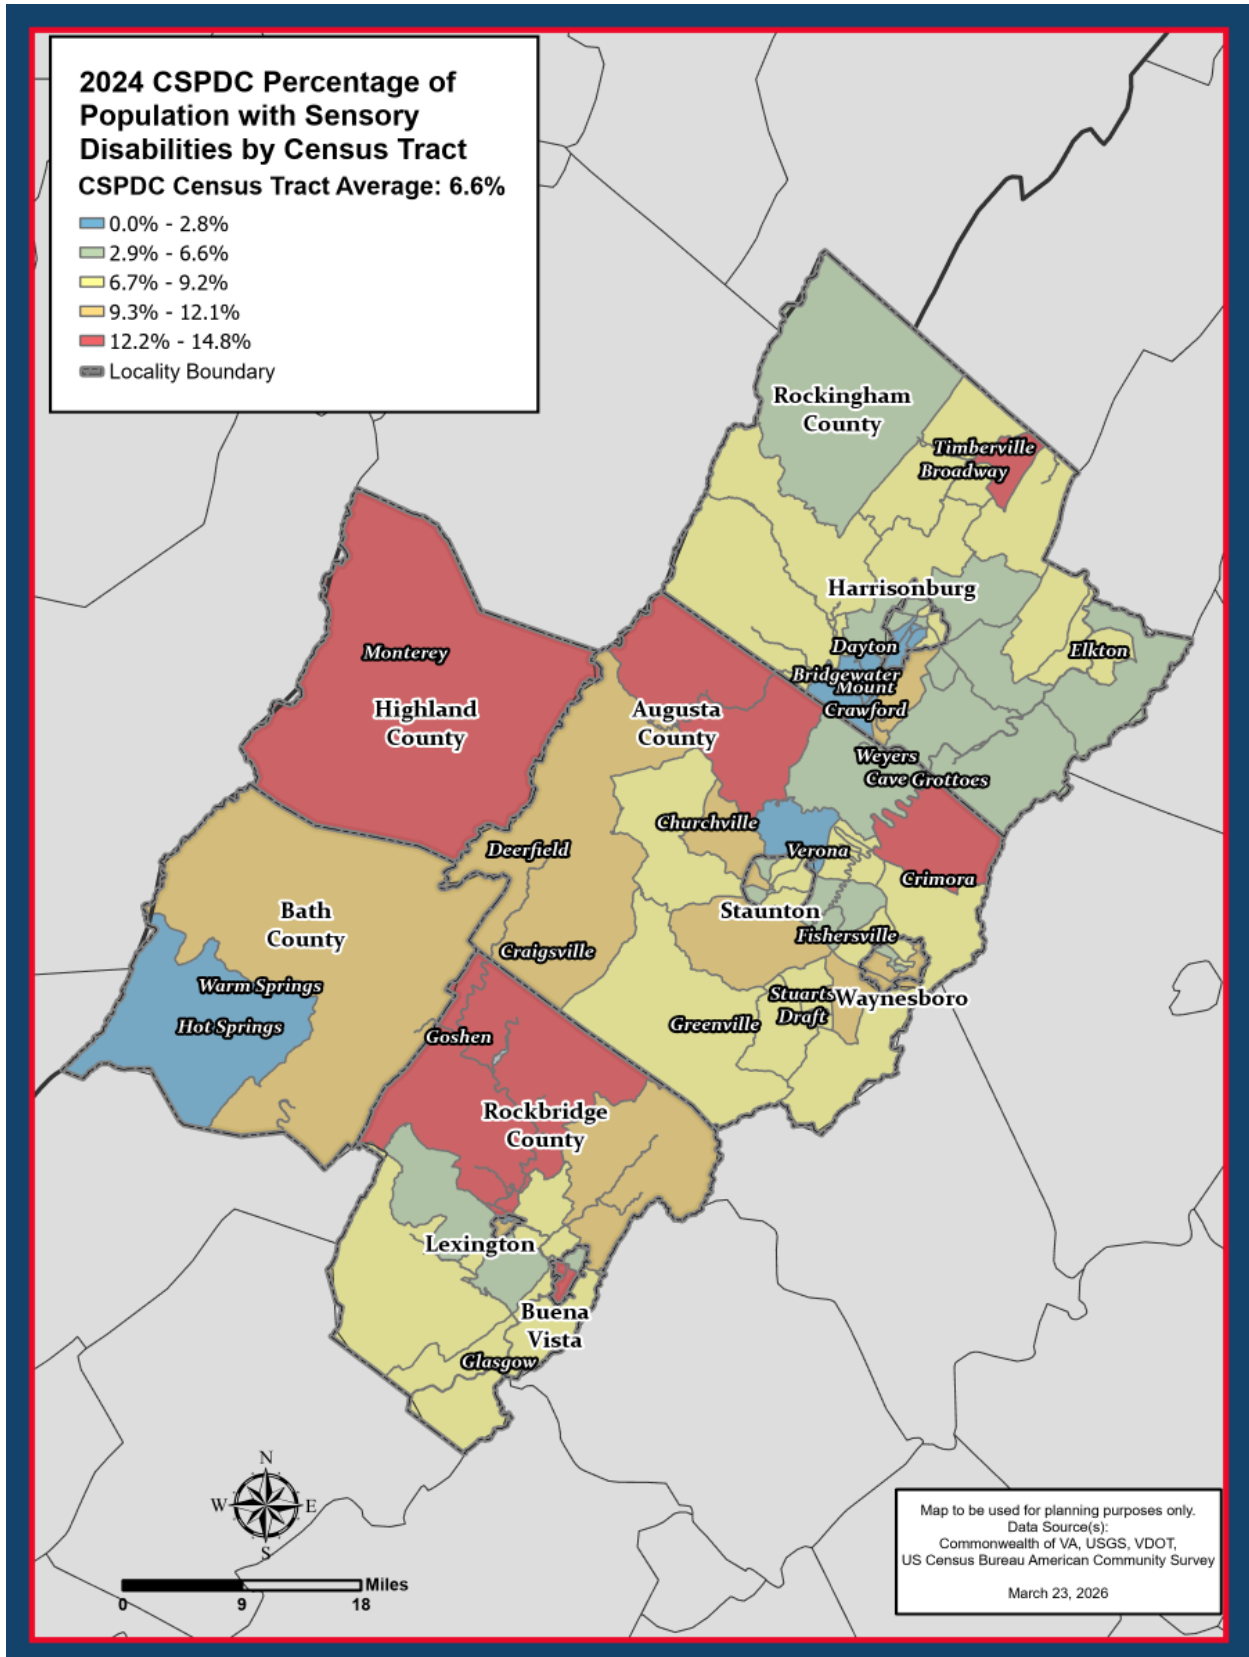 2024 CSPDC Percentage of
Population with Sensory
Disabilities by Census Tract
CSPDC Census Tract Average: 6.6%
0.0% - 2.8%
2.9% - 6.6%
6.7% - 9.2%
9.3% - 12.1%
12.2% - 14.8%
Locality Boundary
Rockingham
County
Timberville
Broadway
Harrisonburg
Dayton
Elkton
Bridgewater
Mount
Crawford
Monterey
Highland
County
Augusta
County
Weyers
Cave Grottoes
Churchville
Deerfield
Verona
Crimora
Bath
County
Staunton
Fishersville
Craigsville
Warm Springs
Hot Springs
Stuarts
Draft
Waynesboro
Greenville
Goshen
Rockbridge
County
Lexington
Buena
Vista
Glasgow
N
W
E
S
Miles
0 9 18
Map to be used for planning purposes only.
Data Source(s):
Commonwealth of VA, USGS, VDOT,
US Census Bureau American Community Survey
March 23, 2026